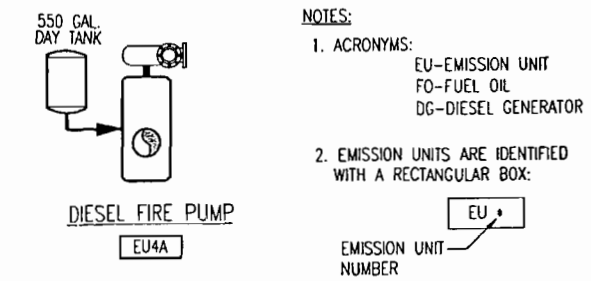 550 GAL.
DAY TANK
DIESEL FIRE PUMP
EU4A
NOTES:
1. ACRONYMS:
EU-EMISSION UNIT
FO-FUEL OIL
DG-DIESEL GENERATOR
2. EMISSION UNITS ARE IDENTIFIED
WITH A RECTANGULAR BOX:
EU *
EMISSION UNIT
NUMBER